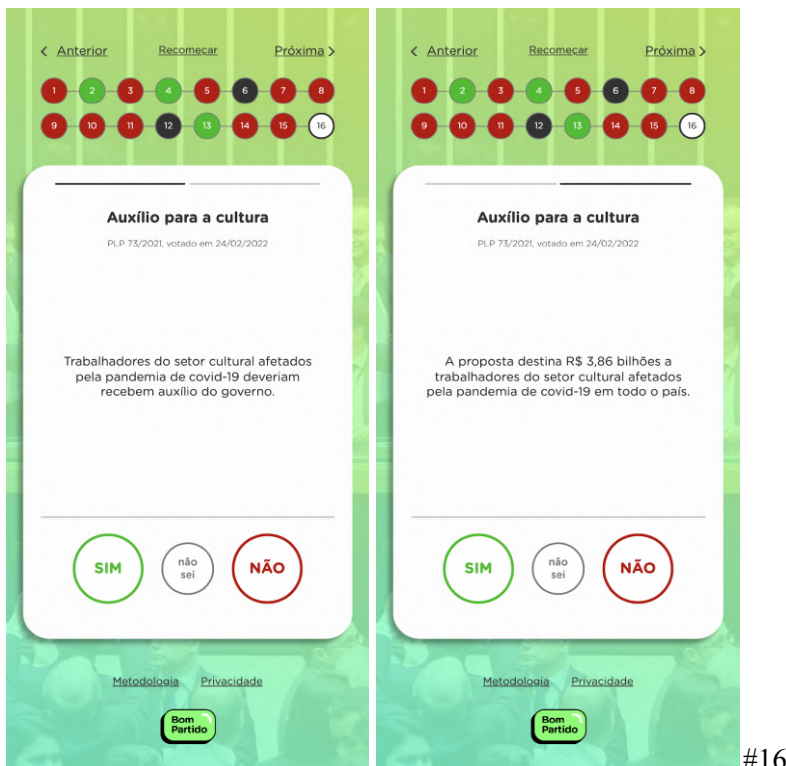 < Anterior Recomeçar Próxima >
1 2 3 4 5 6 7 8
9 10 11 12 13 14 15 16
Auxílio para a cultura
PLP 73/2021, votado em 24/02/2022
Trabalhadores do setor cultural afetados
pela pandemia de covid-19 deveriam
recebem auxílio do governo.
SIM
não
sei
NÃO
Metodologia Privacidade
Bom
Partido
< Anterior Recomeçar Próxima >
1 2 3 4 5 6 7 8
9 10 11 12 13 14 15 16
Auxílio para a cultura
PLP 73/2021, votado em 24/02/2022
A proposta destina R$ 3,86 bilhões a
trabalhadores do setor cultural afetados
pela pandemia de covid-19 em todo o país.
SIM
não
sei
NÃO
Metodologia Privacidade
Bom
Partido
#16